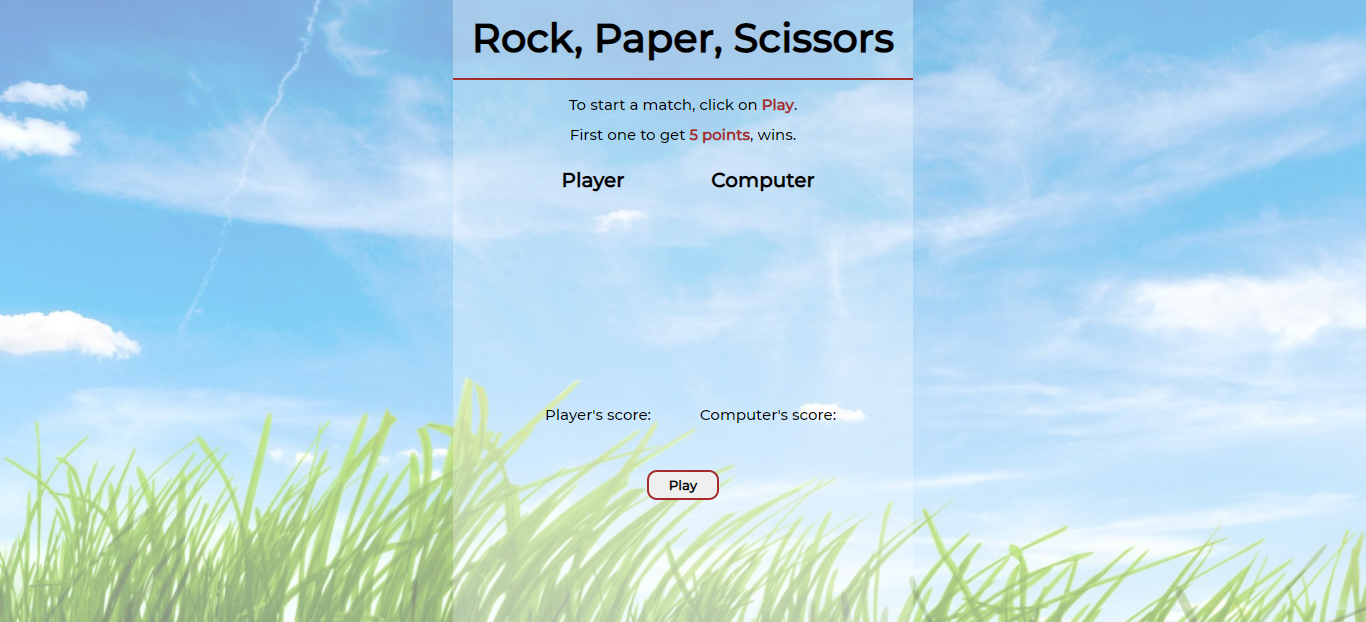 Rock, Paper, Scissors
To start a match, click on Play.
First one to get 5 points, wins.
Player Computer
Player's score: Computer's score:
Play